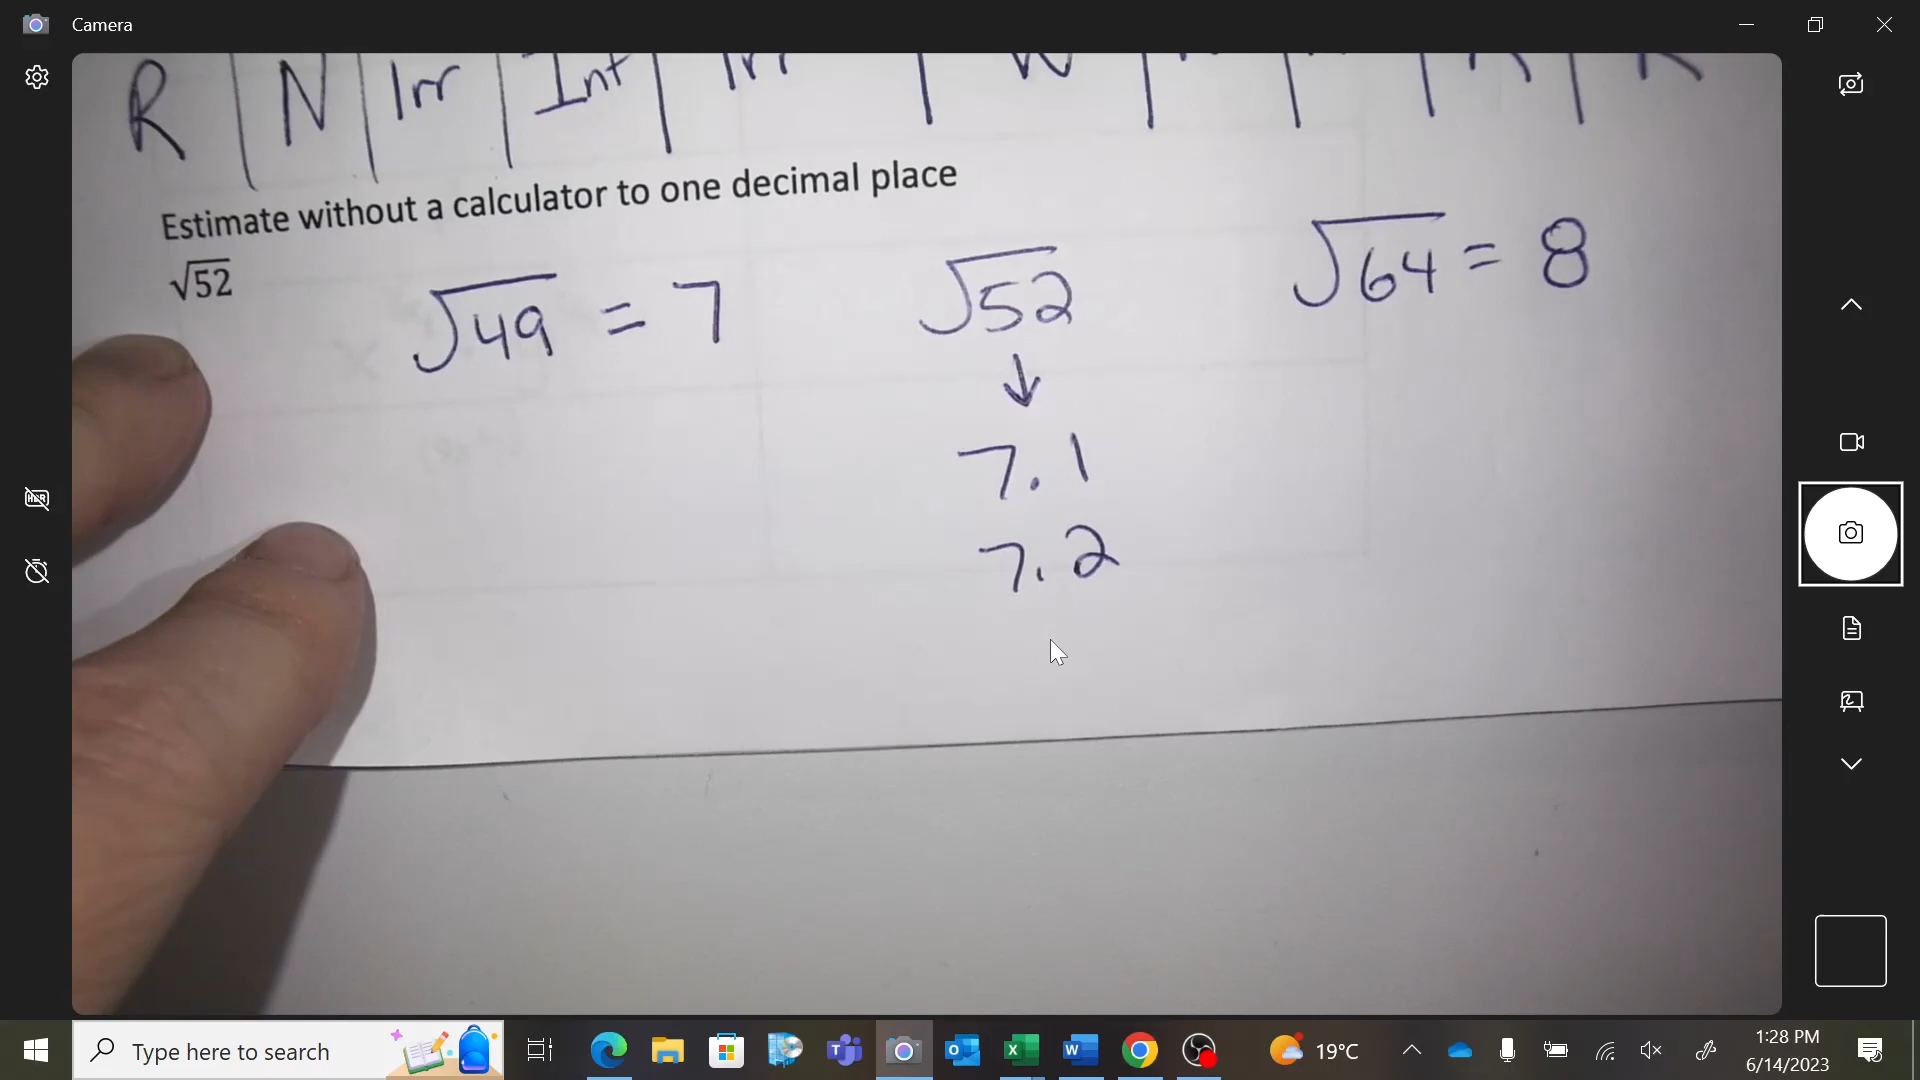 Camera
R | N | Irr | Int | Irr | W
Estimate without a calculator to one decimal place
√52
√49 = 7
√52
√64 = 8
↓
7.1
7.2
Type here to search
19°C
1:28 PM
6/14/2023